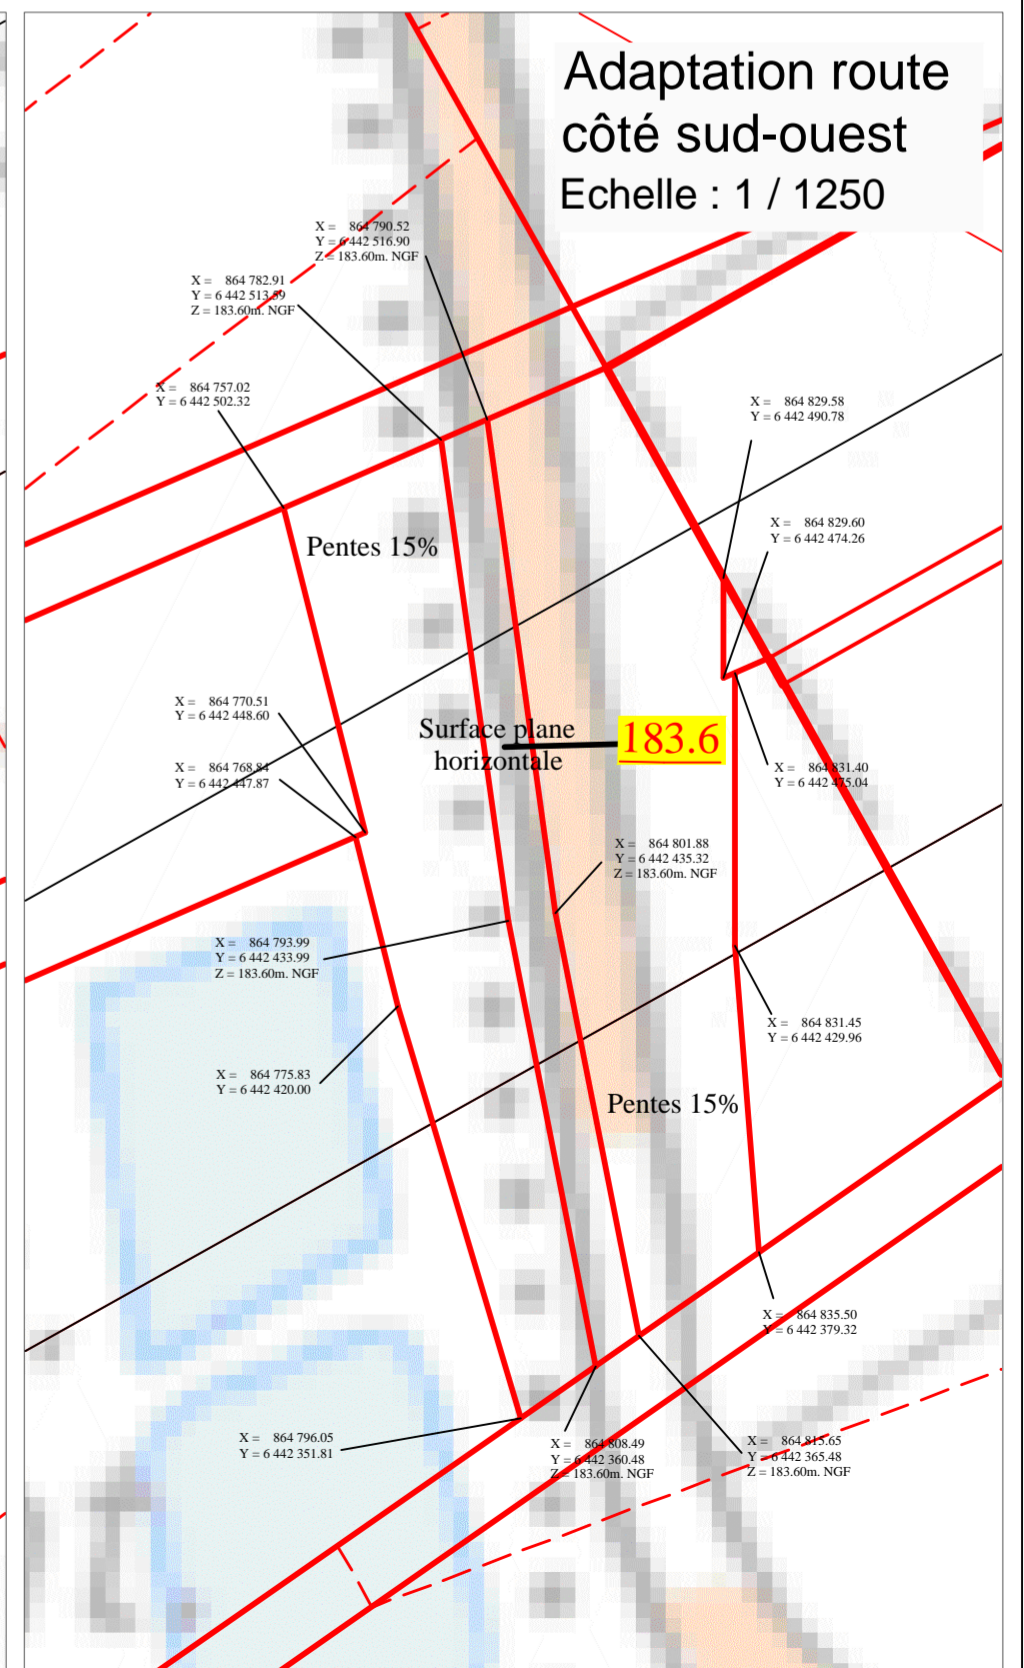 Adaptation route
côté sud-ouest
Echelle : 1 / 1250
X = 864 790.52
Y = 6 442 516.90
Z = 183.60m. NGF
X = 864 782.91
Y = 6 442 513.59
Z = 183.60m. NGF
X = 864 757.02
Y = 6 442 502.32
X = 864 829.58
Y = 6 442 490.78
X = 864 829.60
Y = 6 442 474.26
Pentes 15%
X = 864 770.51
Y = 6 442 448.60
Surface plane
horizontale
183.6
X = 864 768.84
Y = 6 442 447.87
X = 864 831.40
Y = 6 442 475.04
X = 864 801.88
Y = 6 442 435.32
Z = 183.60m. NGF
X = 864 793.99
Y = 6 442 433.99
Z = 183.60m. NGF
X = 864 831.45
Y = 6 442 429.96
X = 864 775.83
Y = 6 442 420.00
Pentes 15%
X = 864 835.50
Y = 6 442 379.32
X = 864 796.05
Y = 6 442 351.81
X = 864 808.49
Y = 6 442 360.48
Z = 183.60m. NGF
X = 864 815.65
Y = 6 442 365.48
Z = 183.60m. NGF